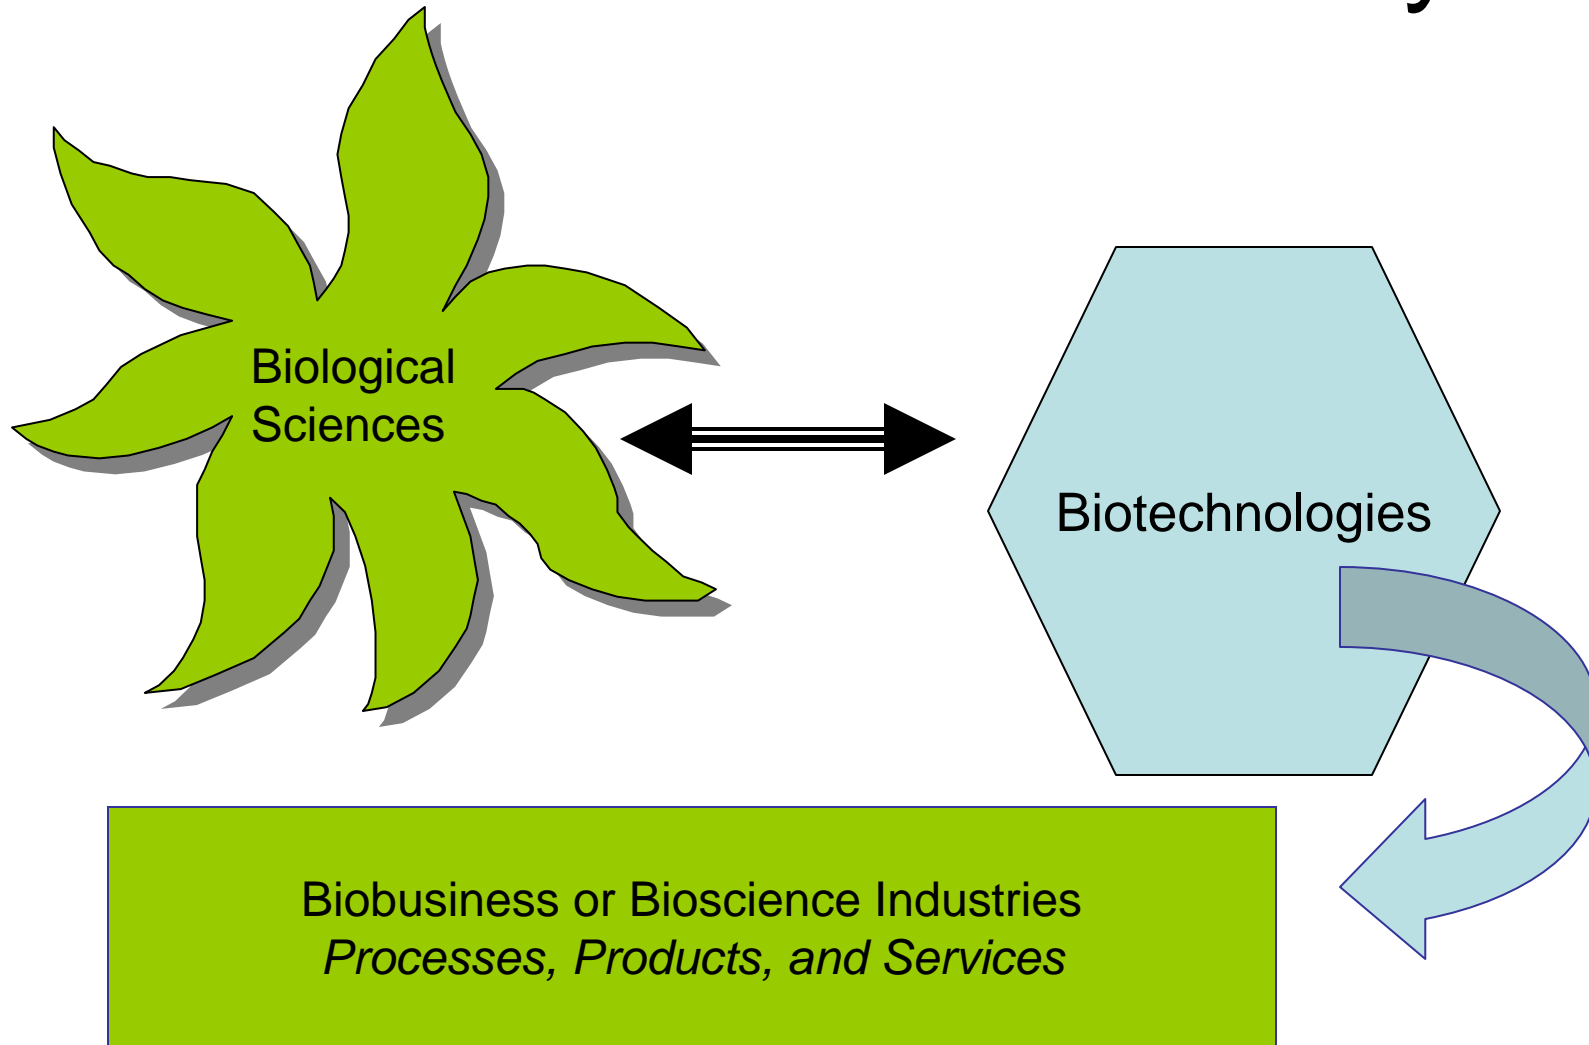 Biological
Sciences
Biotechnologies
Biobusiness or Bioscience Industries
Processes, Products, and Services